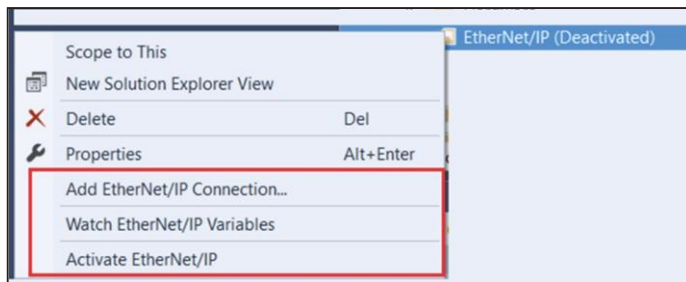 EtherNet/IP (Deactivated)
Scope to This
New Solution Explorer View
Delete Del
Properties Alt+Enter
Add EtherNet/IP Connection...
Watch EtherNet/IP Variables
Activate EtherNet/IP